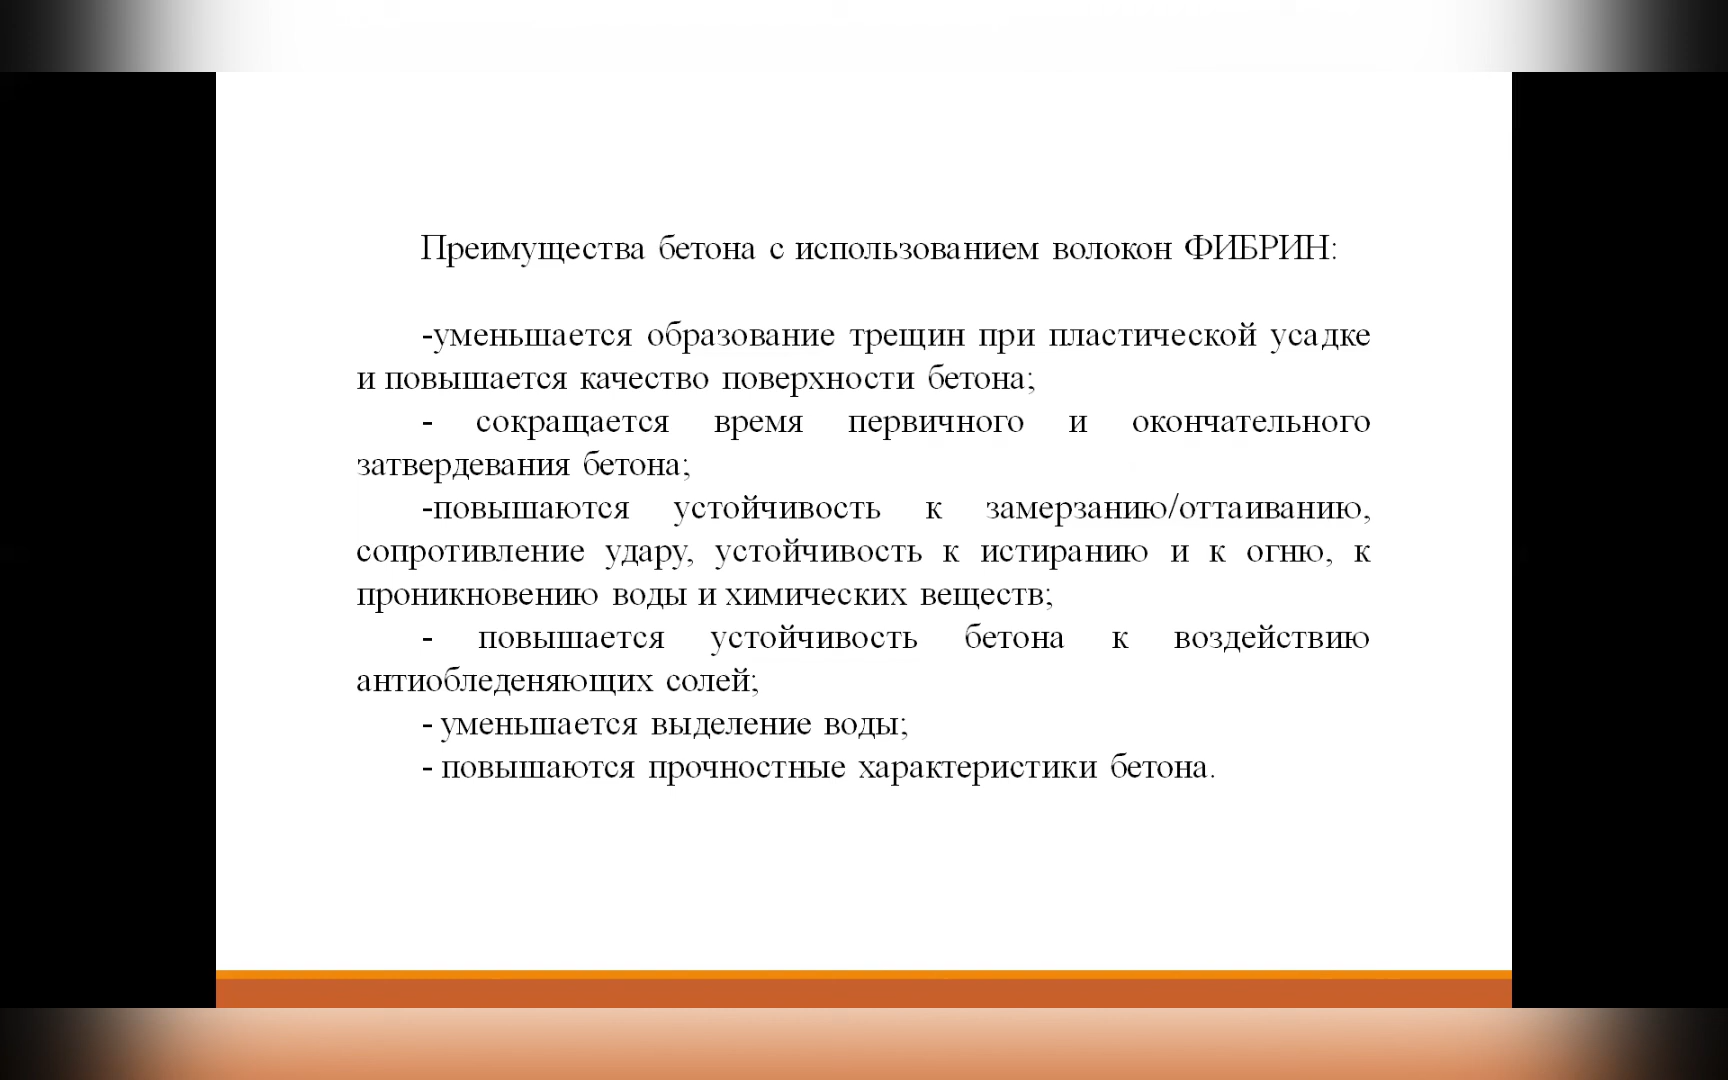 Преимущества бетона с использованием волокон ФИБРИН:
-уменьшается образование трещин при пластической усадке
и повышается качество поверхности бетона;
- сокращается время первичного и окончательного
затвердевания бетона;
-повышаются устойчивость к замерзанию/оттаиванию,
сопротивление удару, устойчивость к истиранию и к огню, к
проникновению воды и химических веществ;
- повышается устойчивость бетона к воздействию
антиобледеняющих солей;
- уменьшается выделение воды;
- повышаются прочностные характеристики бетона.